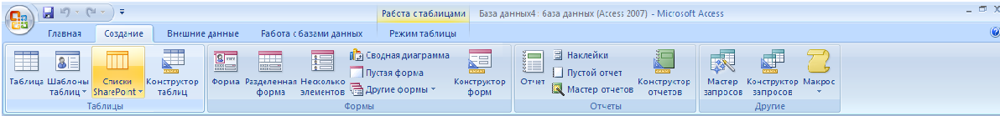 Работа с таблицами База данных4 : база данных (Access 2007) - Microsoft Access
Главная Создание Внешние данные Работа с базами данных Режим таблицы
Таблица Шаблоны таблиц Списки SharePoint Конструктор таблиц
Таблицы
Форма Разделенная форма Несколько элементов
Сводная диаграмма
Пустая форма
Другие формы
Конструктор форм
Формы
Отчет
Наклейки
Пустой отчет
Мастер отчетов
Конструктор отчетов
Отчеты
Мастер запросов Конструктор запросов Макрос
Другие